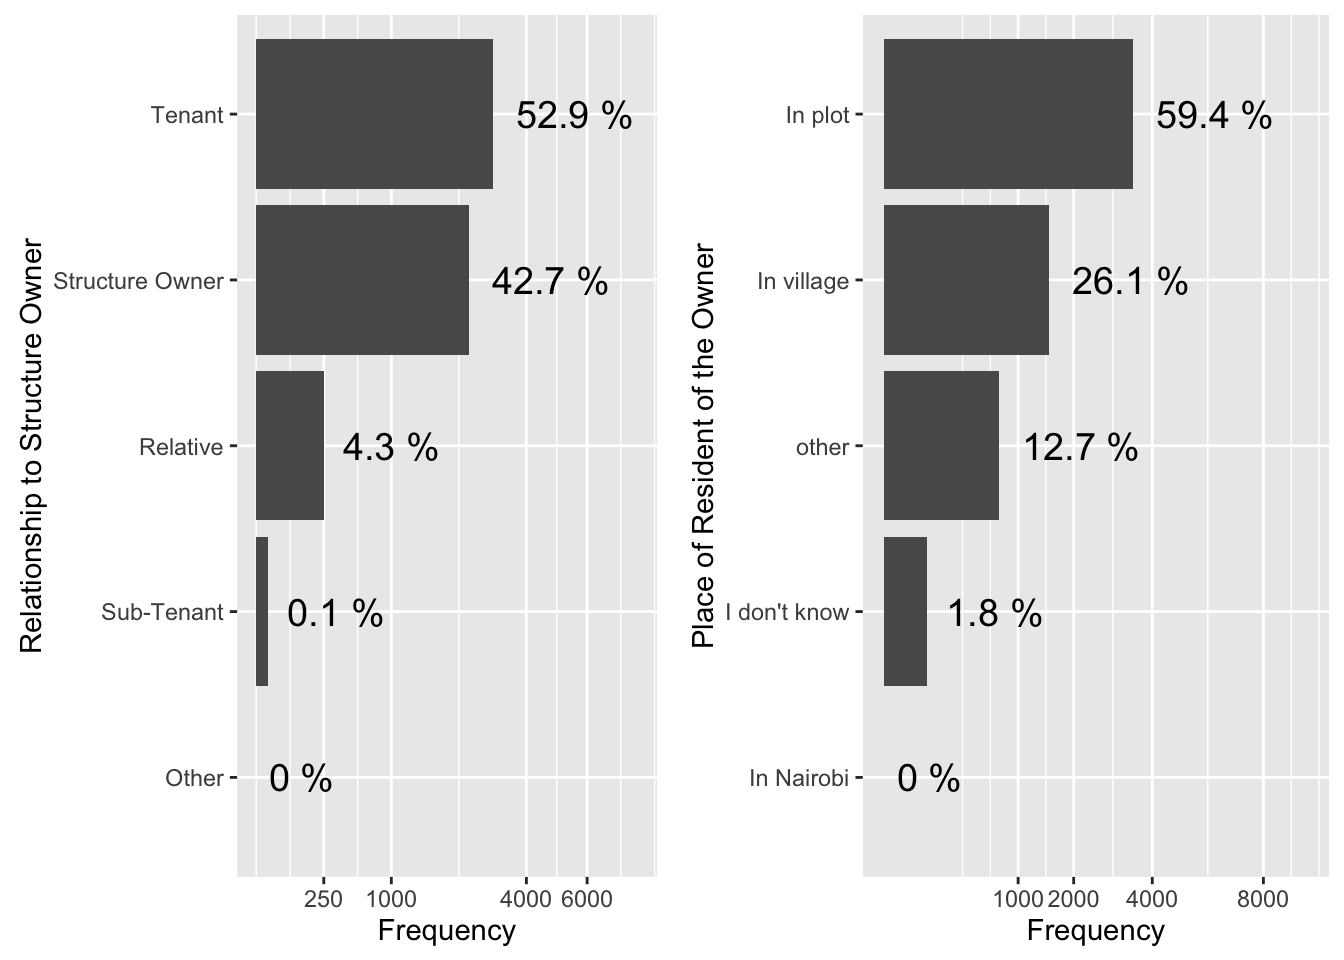 Relationship to Structure Owner
Tenant
52.9 %
Structure Owner
42.7 %
Relative
4.3 %
Sub-Tenant
0.1 %
Other
0 %
250 1000 4000 6000
Frequency
Place of Resident of the Owner
In plot
59.4 %
In village
26.1 %
other
12.7 %
I don't know
1.8 %
In Nairobi
0 %
1000 2000 4000 8000
Frequency